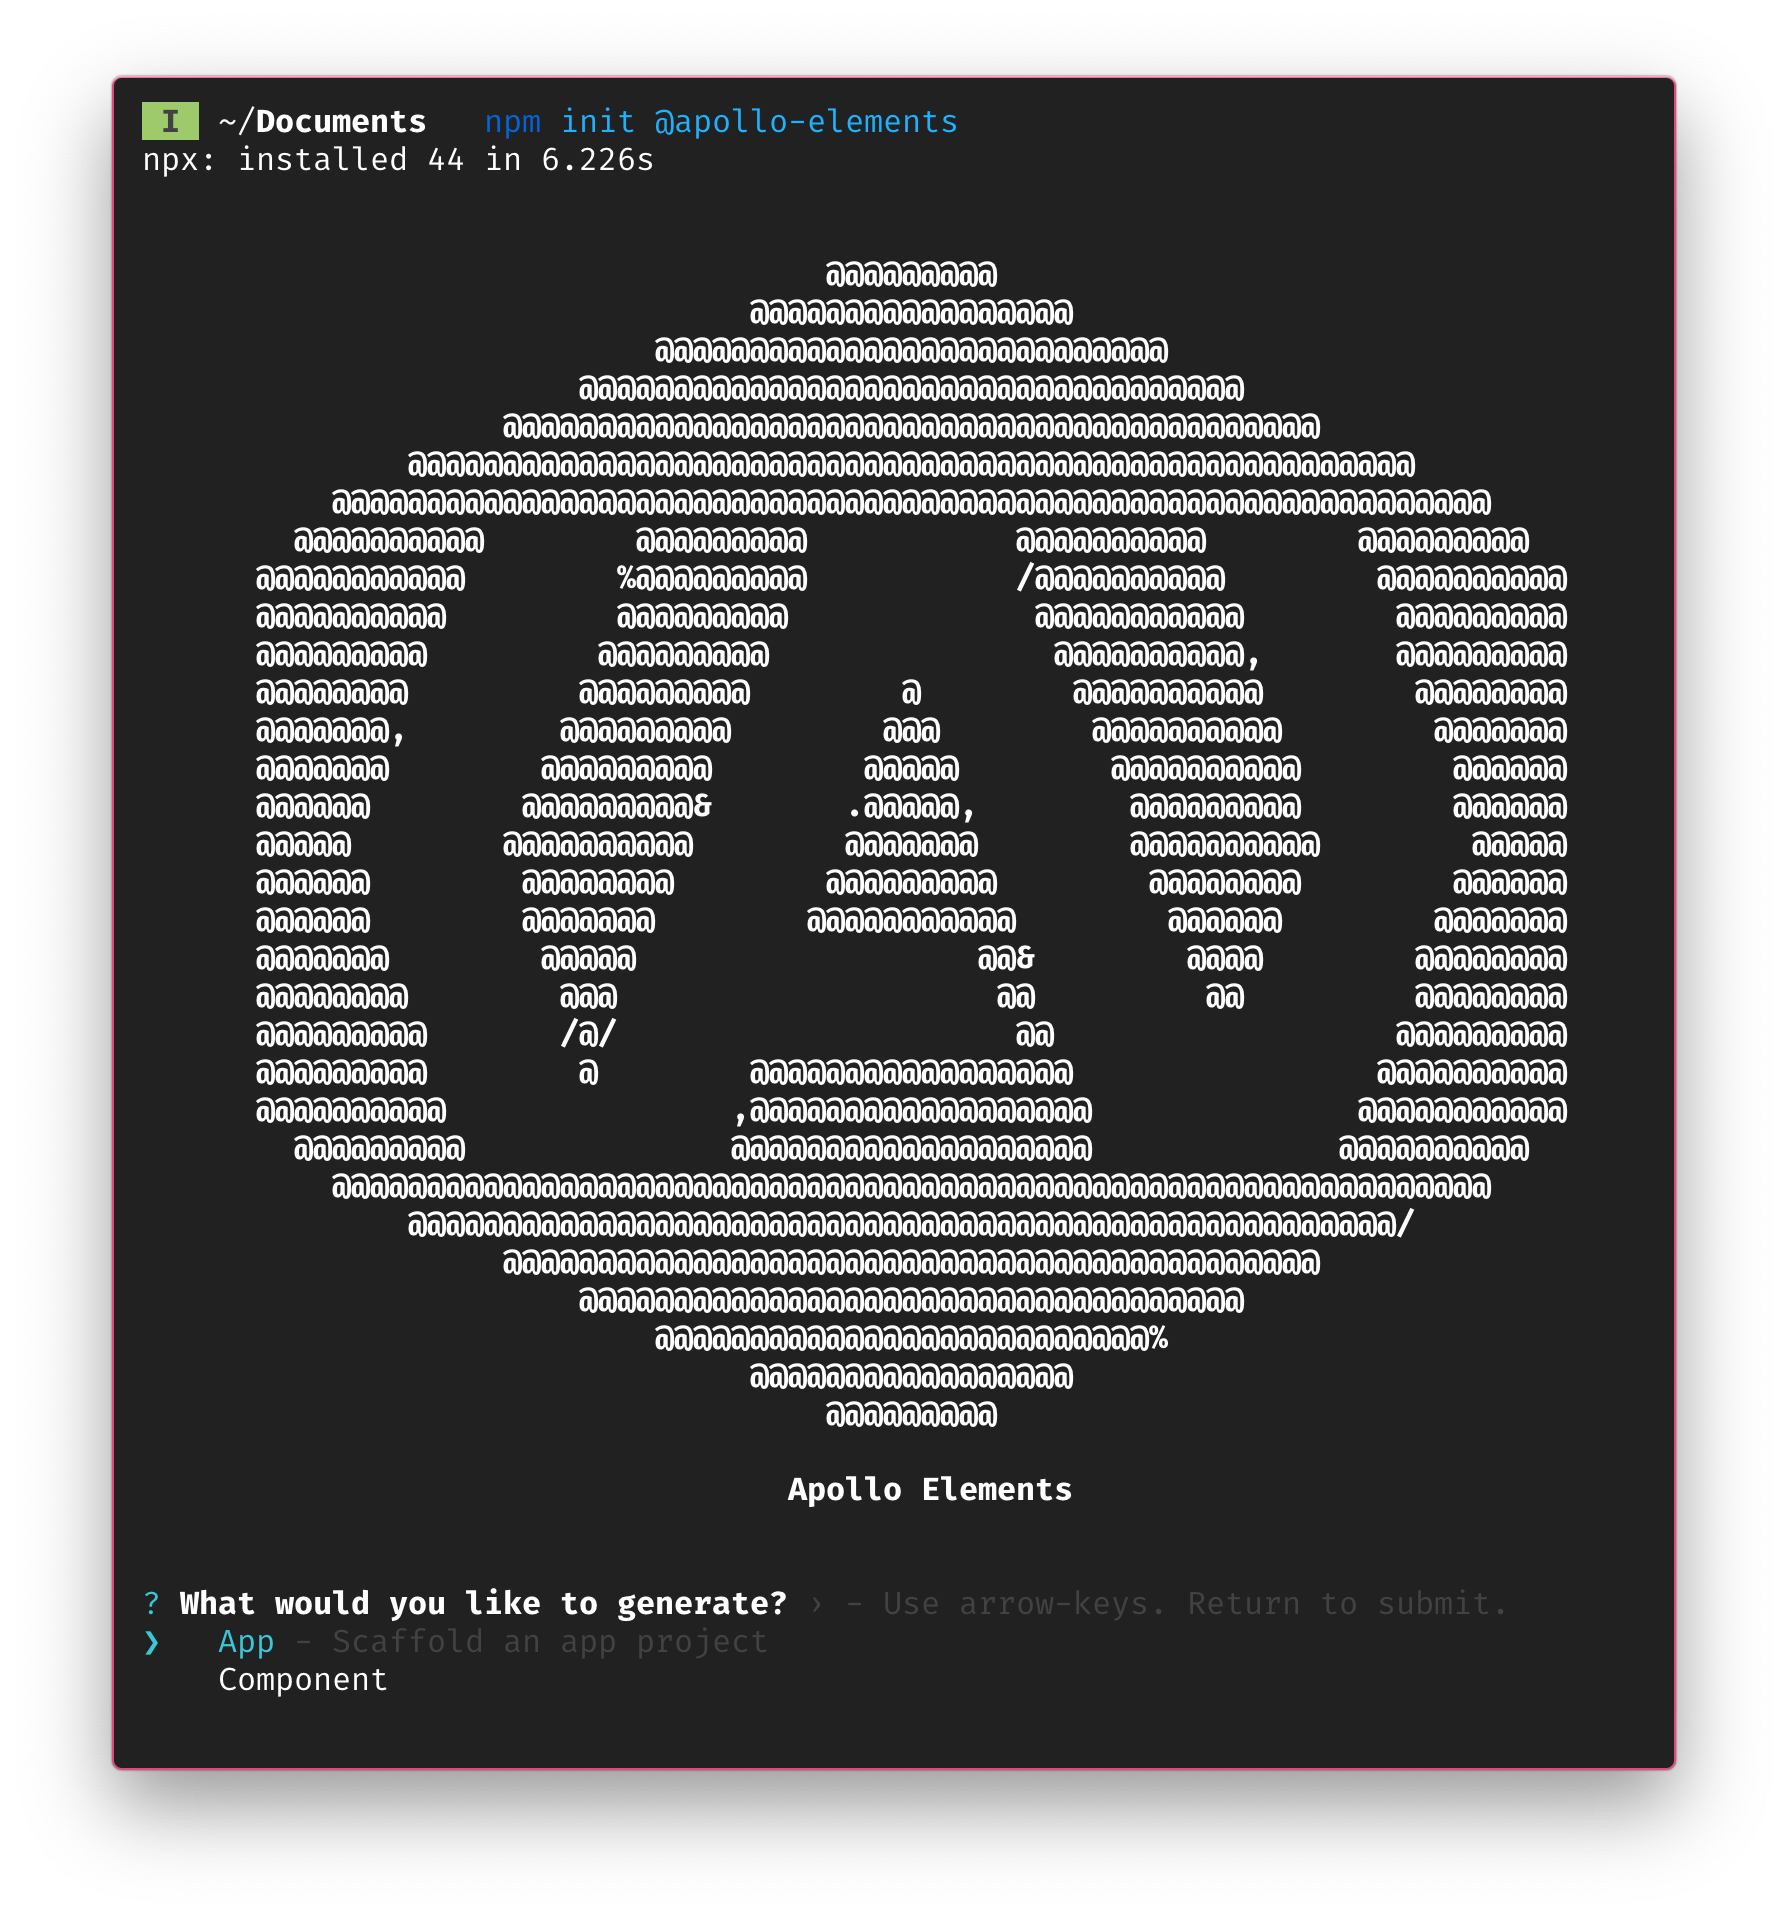 I ~/Documents npm init @apollo-elements
npx: installed 44 in 6.226s
@@@@@@@@@
@@@@@@@@@@@@@@@@@
@@@@@@@@@@@@@@@@@@@@@@@@@@@
@@@@@@@@@@@@@@@@@@@@@@@@@@@@@@@@@@@
@@@@@@@@@@@@@@@@@@@@@@@@@@@@@@@@@@@@@@@@@@@
@@@@@@@@@@@@@@@@@@@@@@@@@@@@@@@@@@@@@@@@@@@@@@@@@@@@@
@@@@@@@@@@@@@@@@@@@@@@@@@@@@@@@@@@@@@@@@@@@@@@@@@@@@@@@@@@@@@
@@@@@@@@@@ @@@@@@@@@ @@@@@@@@@@ @@@@@@@@@
@@@@@@@@@@@ %@@@@@@@@@ /@@@@@@@@@@ @@@@@@@@@@
@@@@@@@@@@ @@@@@@@@@ @@@@@@@@@@@ @@@@@@@@@
@@@@@@@@@ @@@@@@@@@ @@@@@@@@@@, @@@@@@@@@
@@@@@@@@ @@@@@@@@@ @ @@@@@@@@@@ @@@@@@@@
@@@@@@@, @@@@@@@@@ @@@ @@@@@@@@@@ @@@@@@@
@@@@@@@ @@@@@@@@@ @@@@@ @@@@@@@@@@ @@@@@@
@@@@@@ @@@@@@@@@& .@@@@@, @@@@@@@@@ @@@@@@
@@@@@ @@@@@@@@@@ @@@@@@@ @@@@@@@@@@ @@@@@
@@@@@@ @@@@@@@@ @@@@@@@@@ @@@@@@@@ @@@@@@
@@@@@@ @@@@@@@ @@@@@@@@@@@ @@@@@@ @@@@@@@
@@@@@@@ @@@@@ @@& @@@@ @@@@@@@@
@@@@@@@@ @@@ @@ @@ @@@@@@@@
@@@@@@@@@ /@/ @@ @@@@@@@@@
@@@@@@@@@ @ @@@@@@@@@@@@@@@@@ @@@@@@@@@@
@@@@@@@@@@ ,@@@@@@@@@@@@@@@@@@ @@@@@@@@@@@
@@@@@@@@@ @@@@@@@@@@@@@@@@@@@ @@@@@@@@@@
@@@@@@@@@@@@@@@@@@@@@@@@@@@@@@@@@@@@@@@@@@@@@@@@@@@@@@@@@@@@@
@@@@@@@@@@@@@@@@@@@@@@@@@@@@@@@@@@@@@@@@@@@@@@@@@@@@/
@@@@@@@@@@@@@@@@@@@@@@@@@@@@@@@@@@@@@@@@@@@
@@@@@@@@@@@@@@@@@@@@@@@@@@@@@@@@@@@
@@@@@@@@@@@@@@@@@@@@@@@@@@%
@@@@@@@@@@@@@@@@@
@@@@@@@@@
Apollo Elements
? What would you like to generate? › - Use arrow-keys. Return to submit.
❯ App - Scaffold an app project
Component